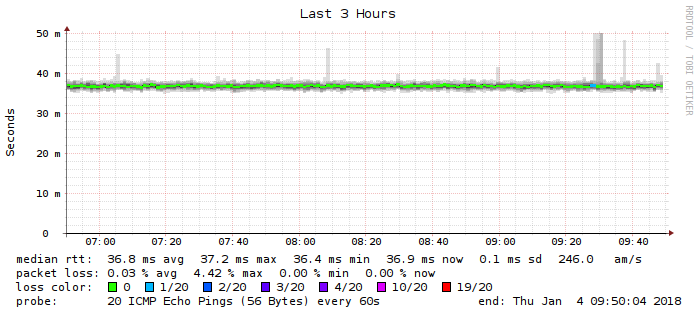 Last 3 Hours
RRDTOOL / TOBI OETIKER
Seconds
50 m
40 m
30 m
20 m
10 m
0
07:00 07:20 07:40 08:00 08:20 08:40 09:00 09:20 09:40
median rtt: 36.8 ms avg 37.2 ms max 36.4 ms min 36.9 ms now 0.1 ms sd 246.0 am/s
packet loss: 0.03 % avg 4.42 % max 0.00 % min 0.00 % now
loss color: 0 1/20 2/20 3/20 4/20 10/20 19/20
probe: 20 ICMP Echo Pings (56 Bytes) every 60s end: Thu Jan 4 09:50:04 2018